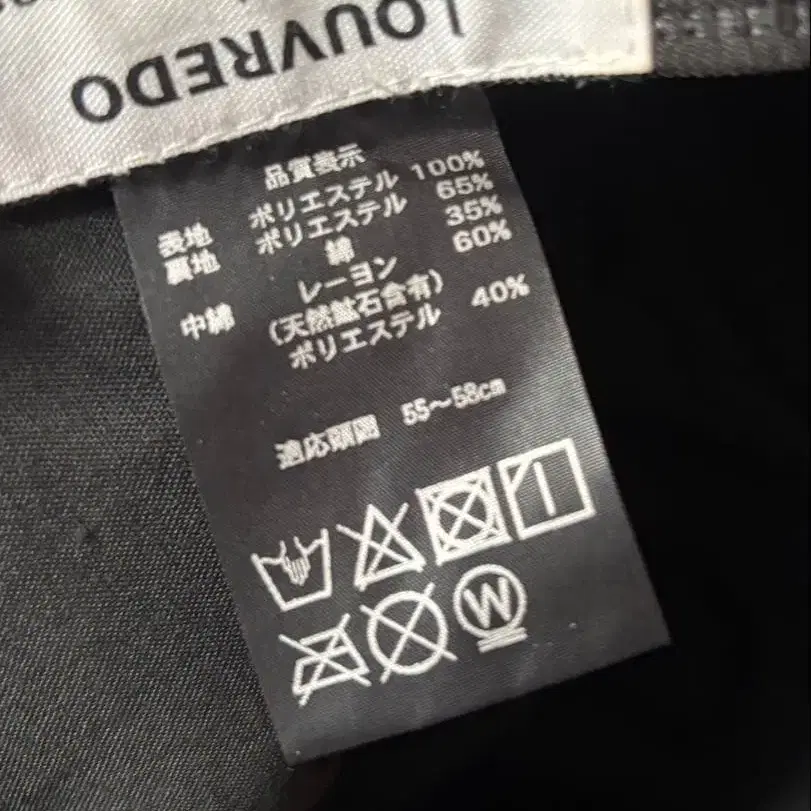 LOUVREDO
品質表示
表地 ポリエステル 100%
裏地 ポリエステル 65%
綿 35%
中綿 レーヨン 60%
(天然鉱石含有)
ポリエステル 40%
適応頭囲 55～58cm
W